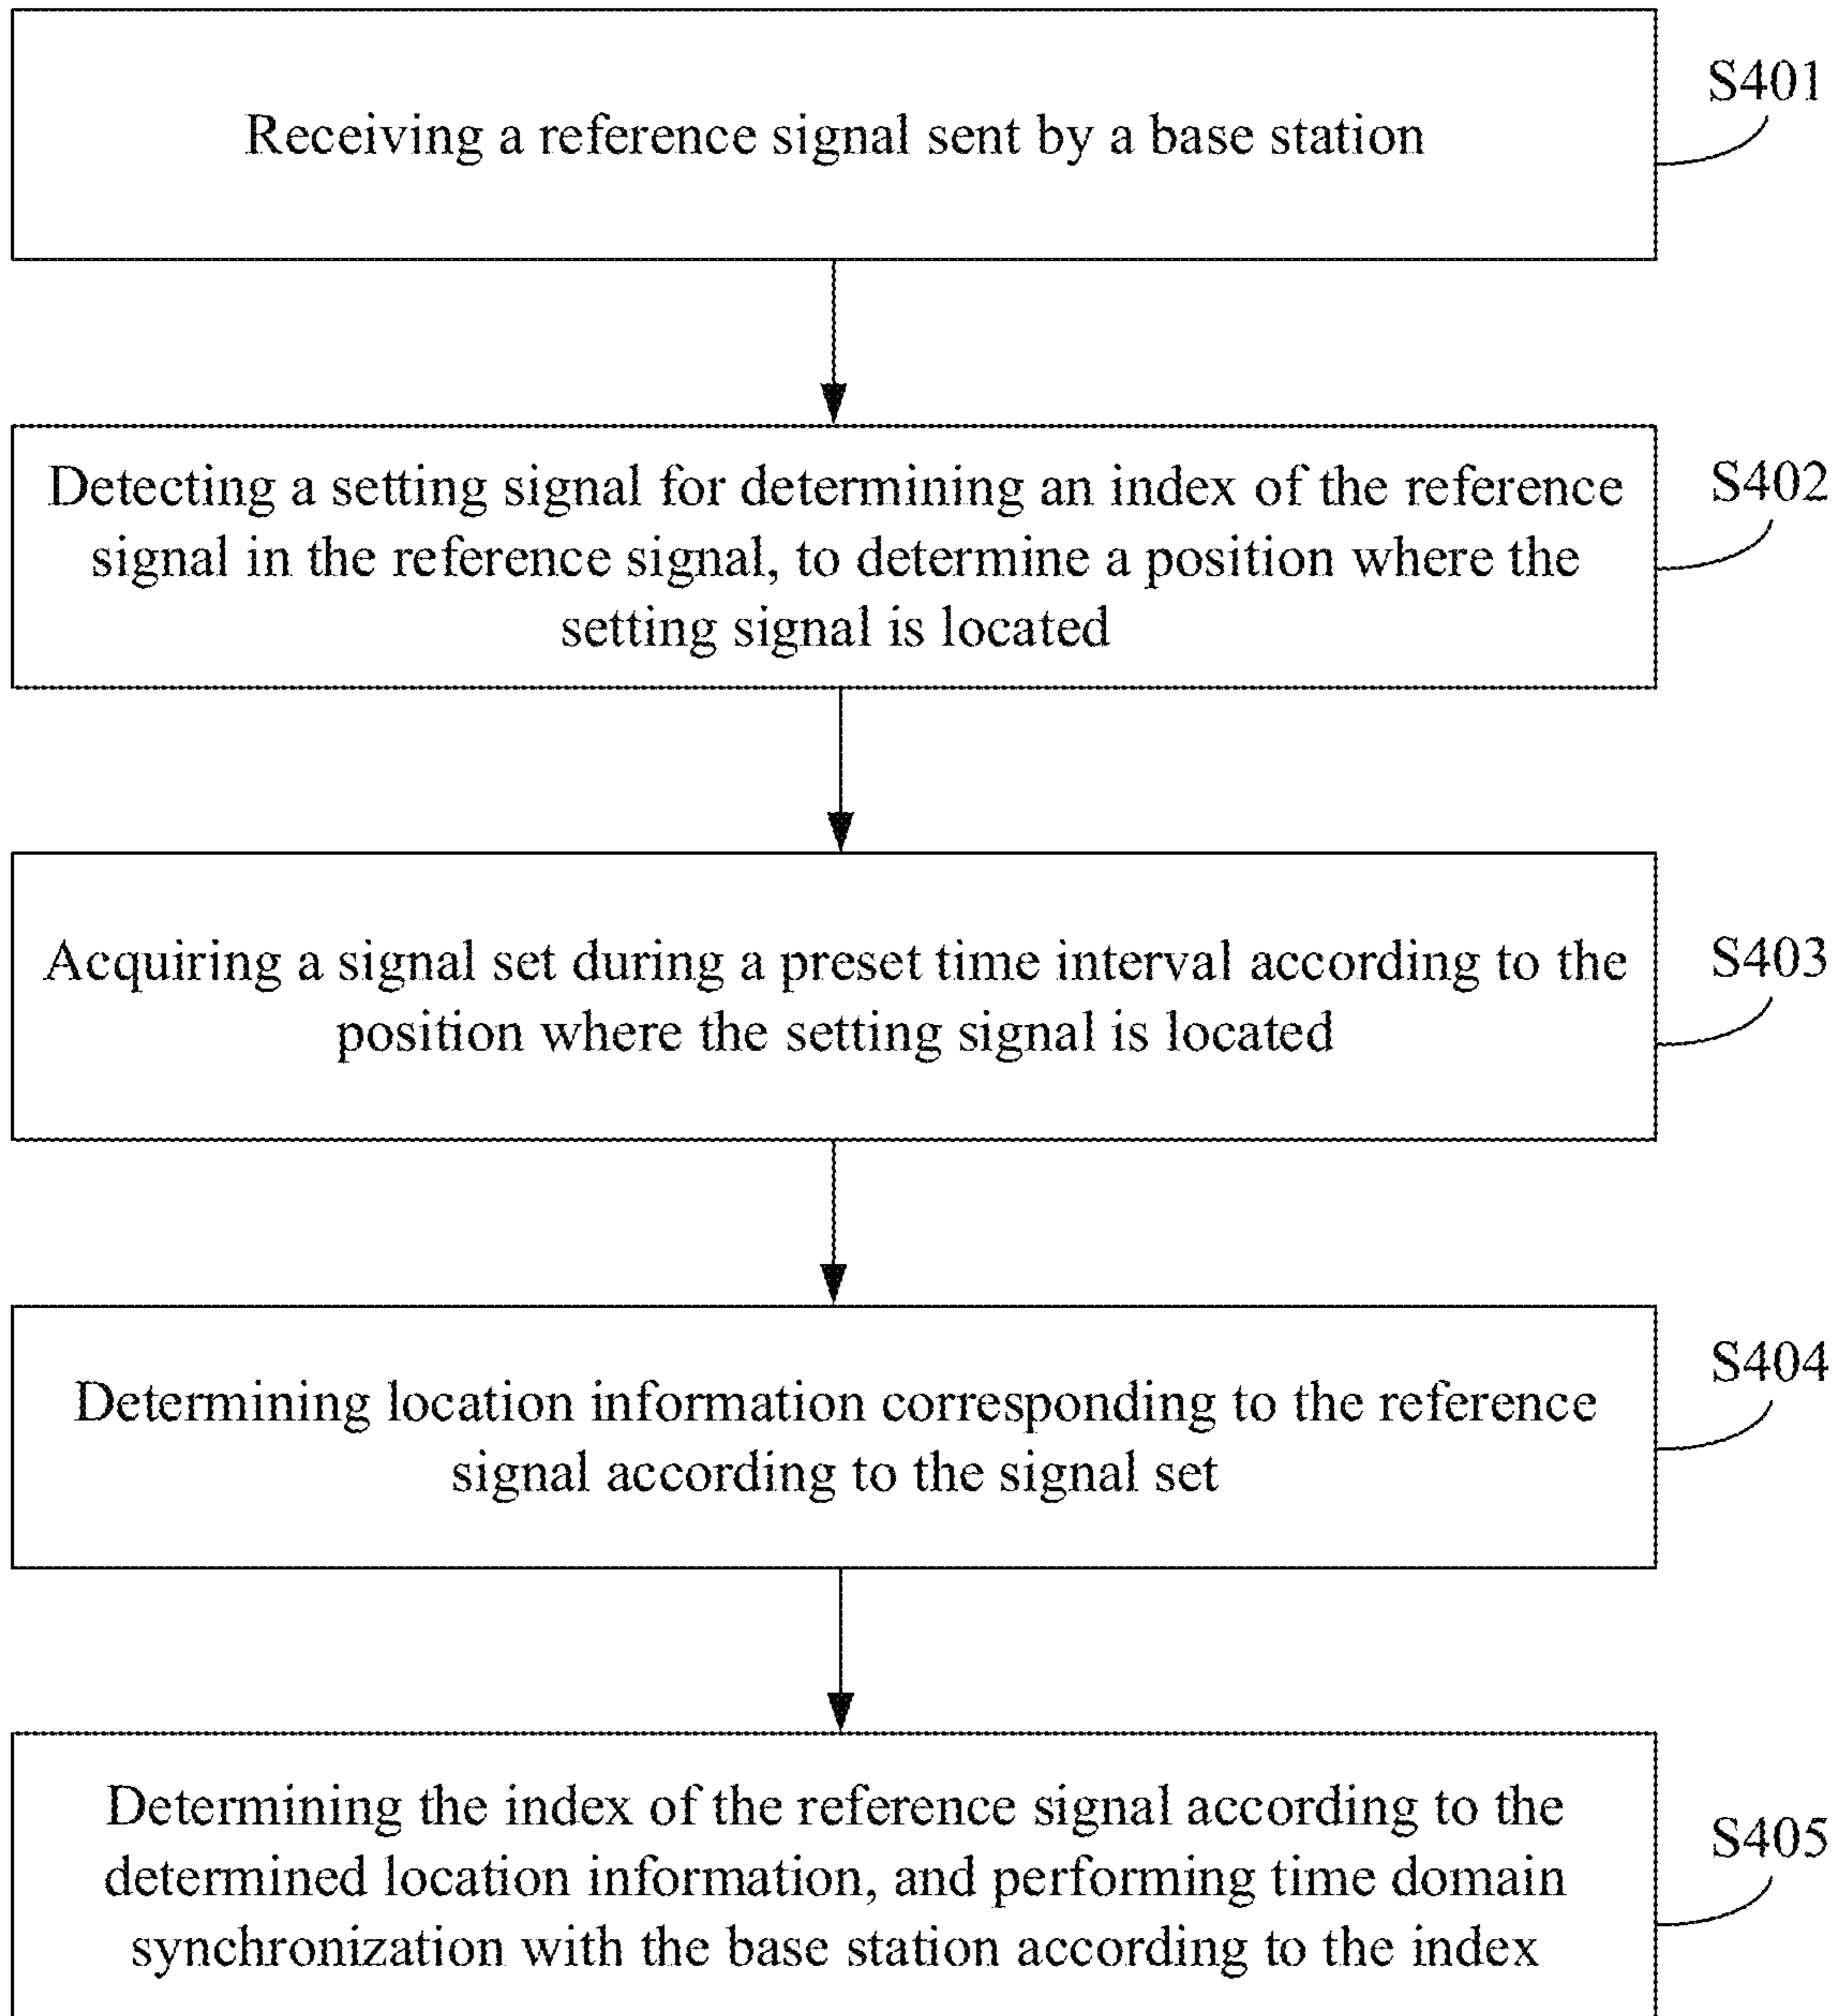 Receiving a reference signal sent by a base station
S401
Detecting a setting signal for determining an index of the reference
signal in the reference signal, to determine a position where the
setting signal is located
S402
Acquiring a signal set during a preset time interval according to the
position where the setting signal is located
S403
Determining location information corresponding to the reference
signal according to the signal set
S404
Determining the index of the reference signal according to the
determined location information, and performing time domain
synchronization with the base station according to the index
S405